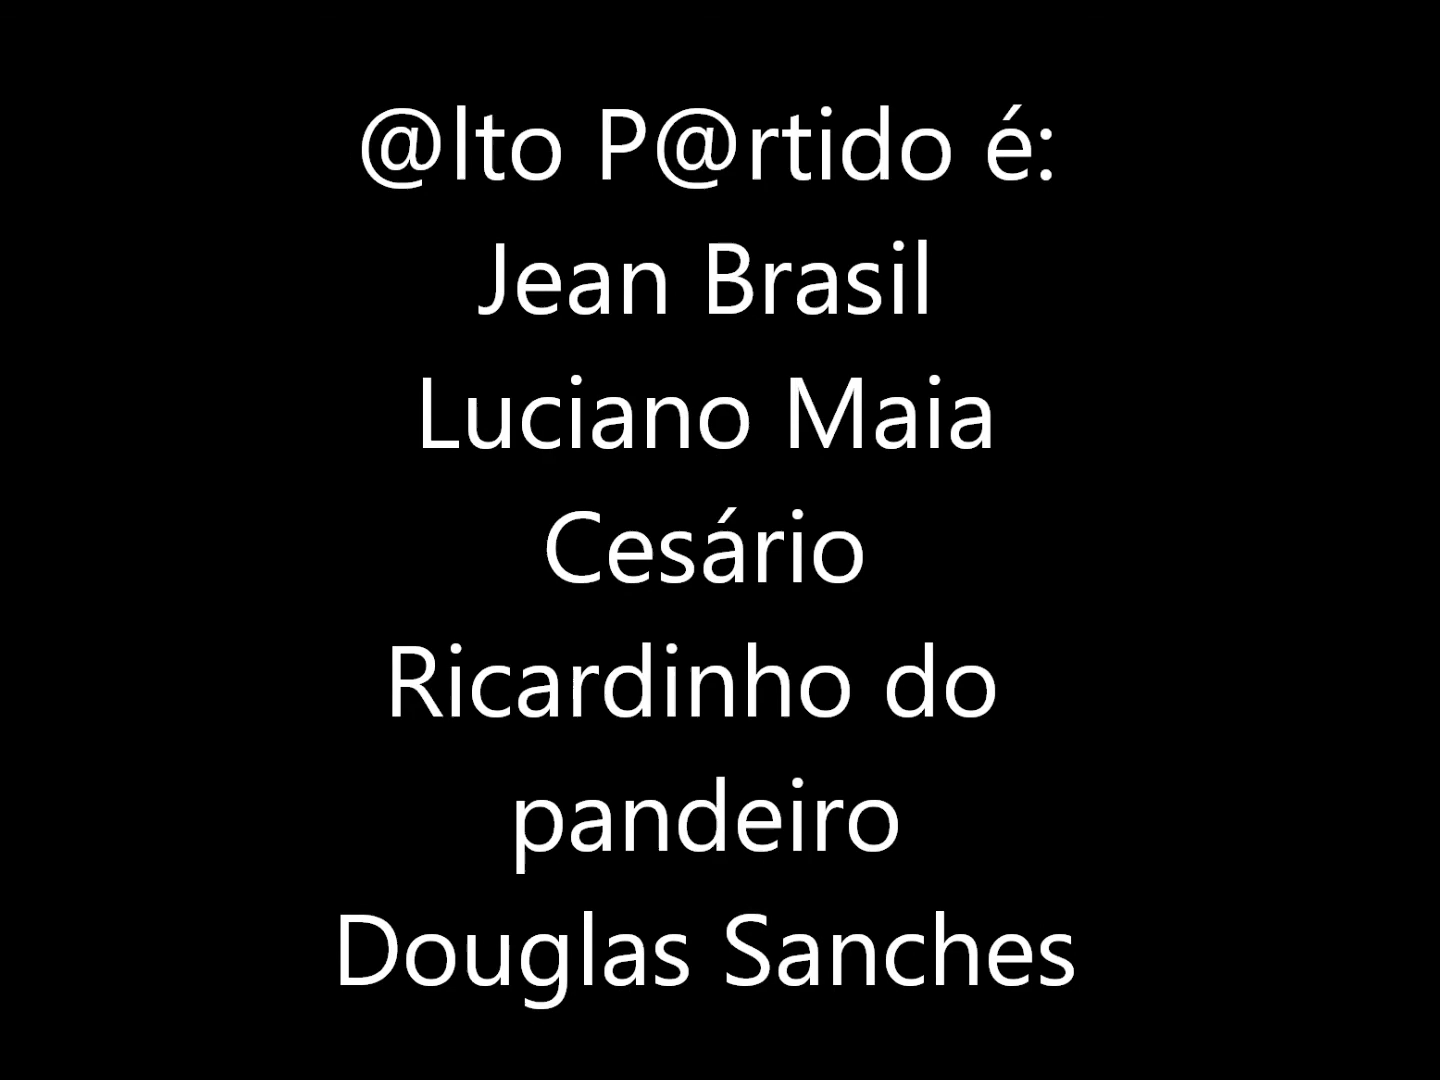 @lto P@rtido é:
Jean Brasil
Luciano Maia
Cesário
Ricardinho do
pandeiro
Douglas Sanches